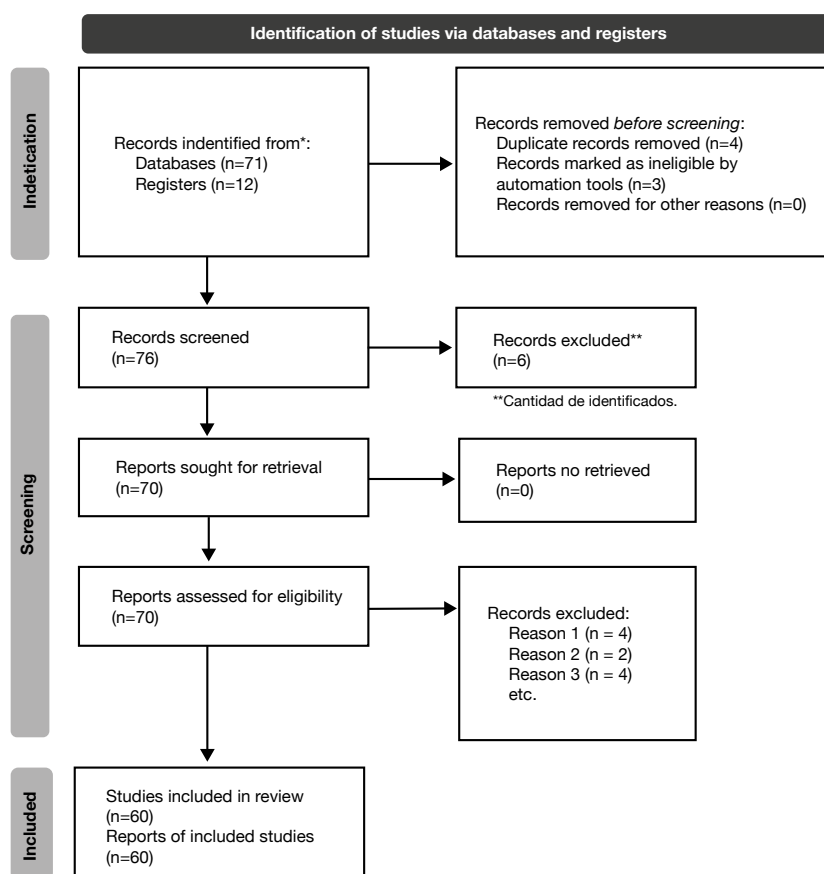 Identification of studies via databases and registers
Indetication
Records indentified from*:
Databases (n=71)
Registers (n=12)
Records removed before screening:
Duplicate records removed (n=4)
Records marked as ineligible by
automation tools (n=3)
Records removed for other reasons (n=0)
Screening
Records screened
(n=76)
Records excluded**
(n=6)
**Cantidad de identificados.
Reports sought for retrieval
(n=70)
Reports no retrieved
(n=0)
Reports assessed for eligibility
(n=70)
Records excluded:
Reason 1 (n = 4)
Reason 2 (n = 2)
Reason 3 (n = 4)
etc.
Included
Studies included in review
(n=60)
Reports of included studies
(n=60)